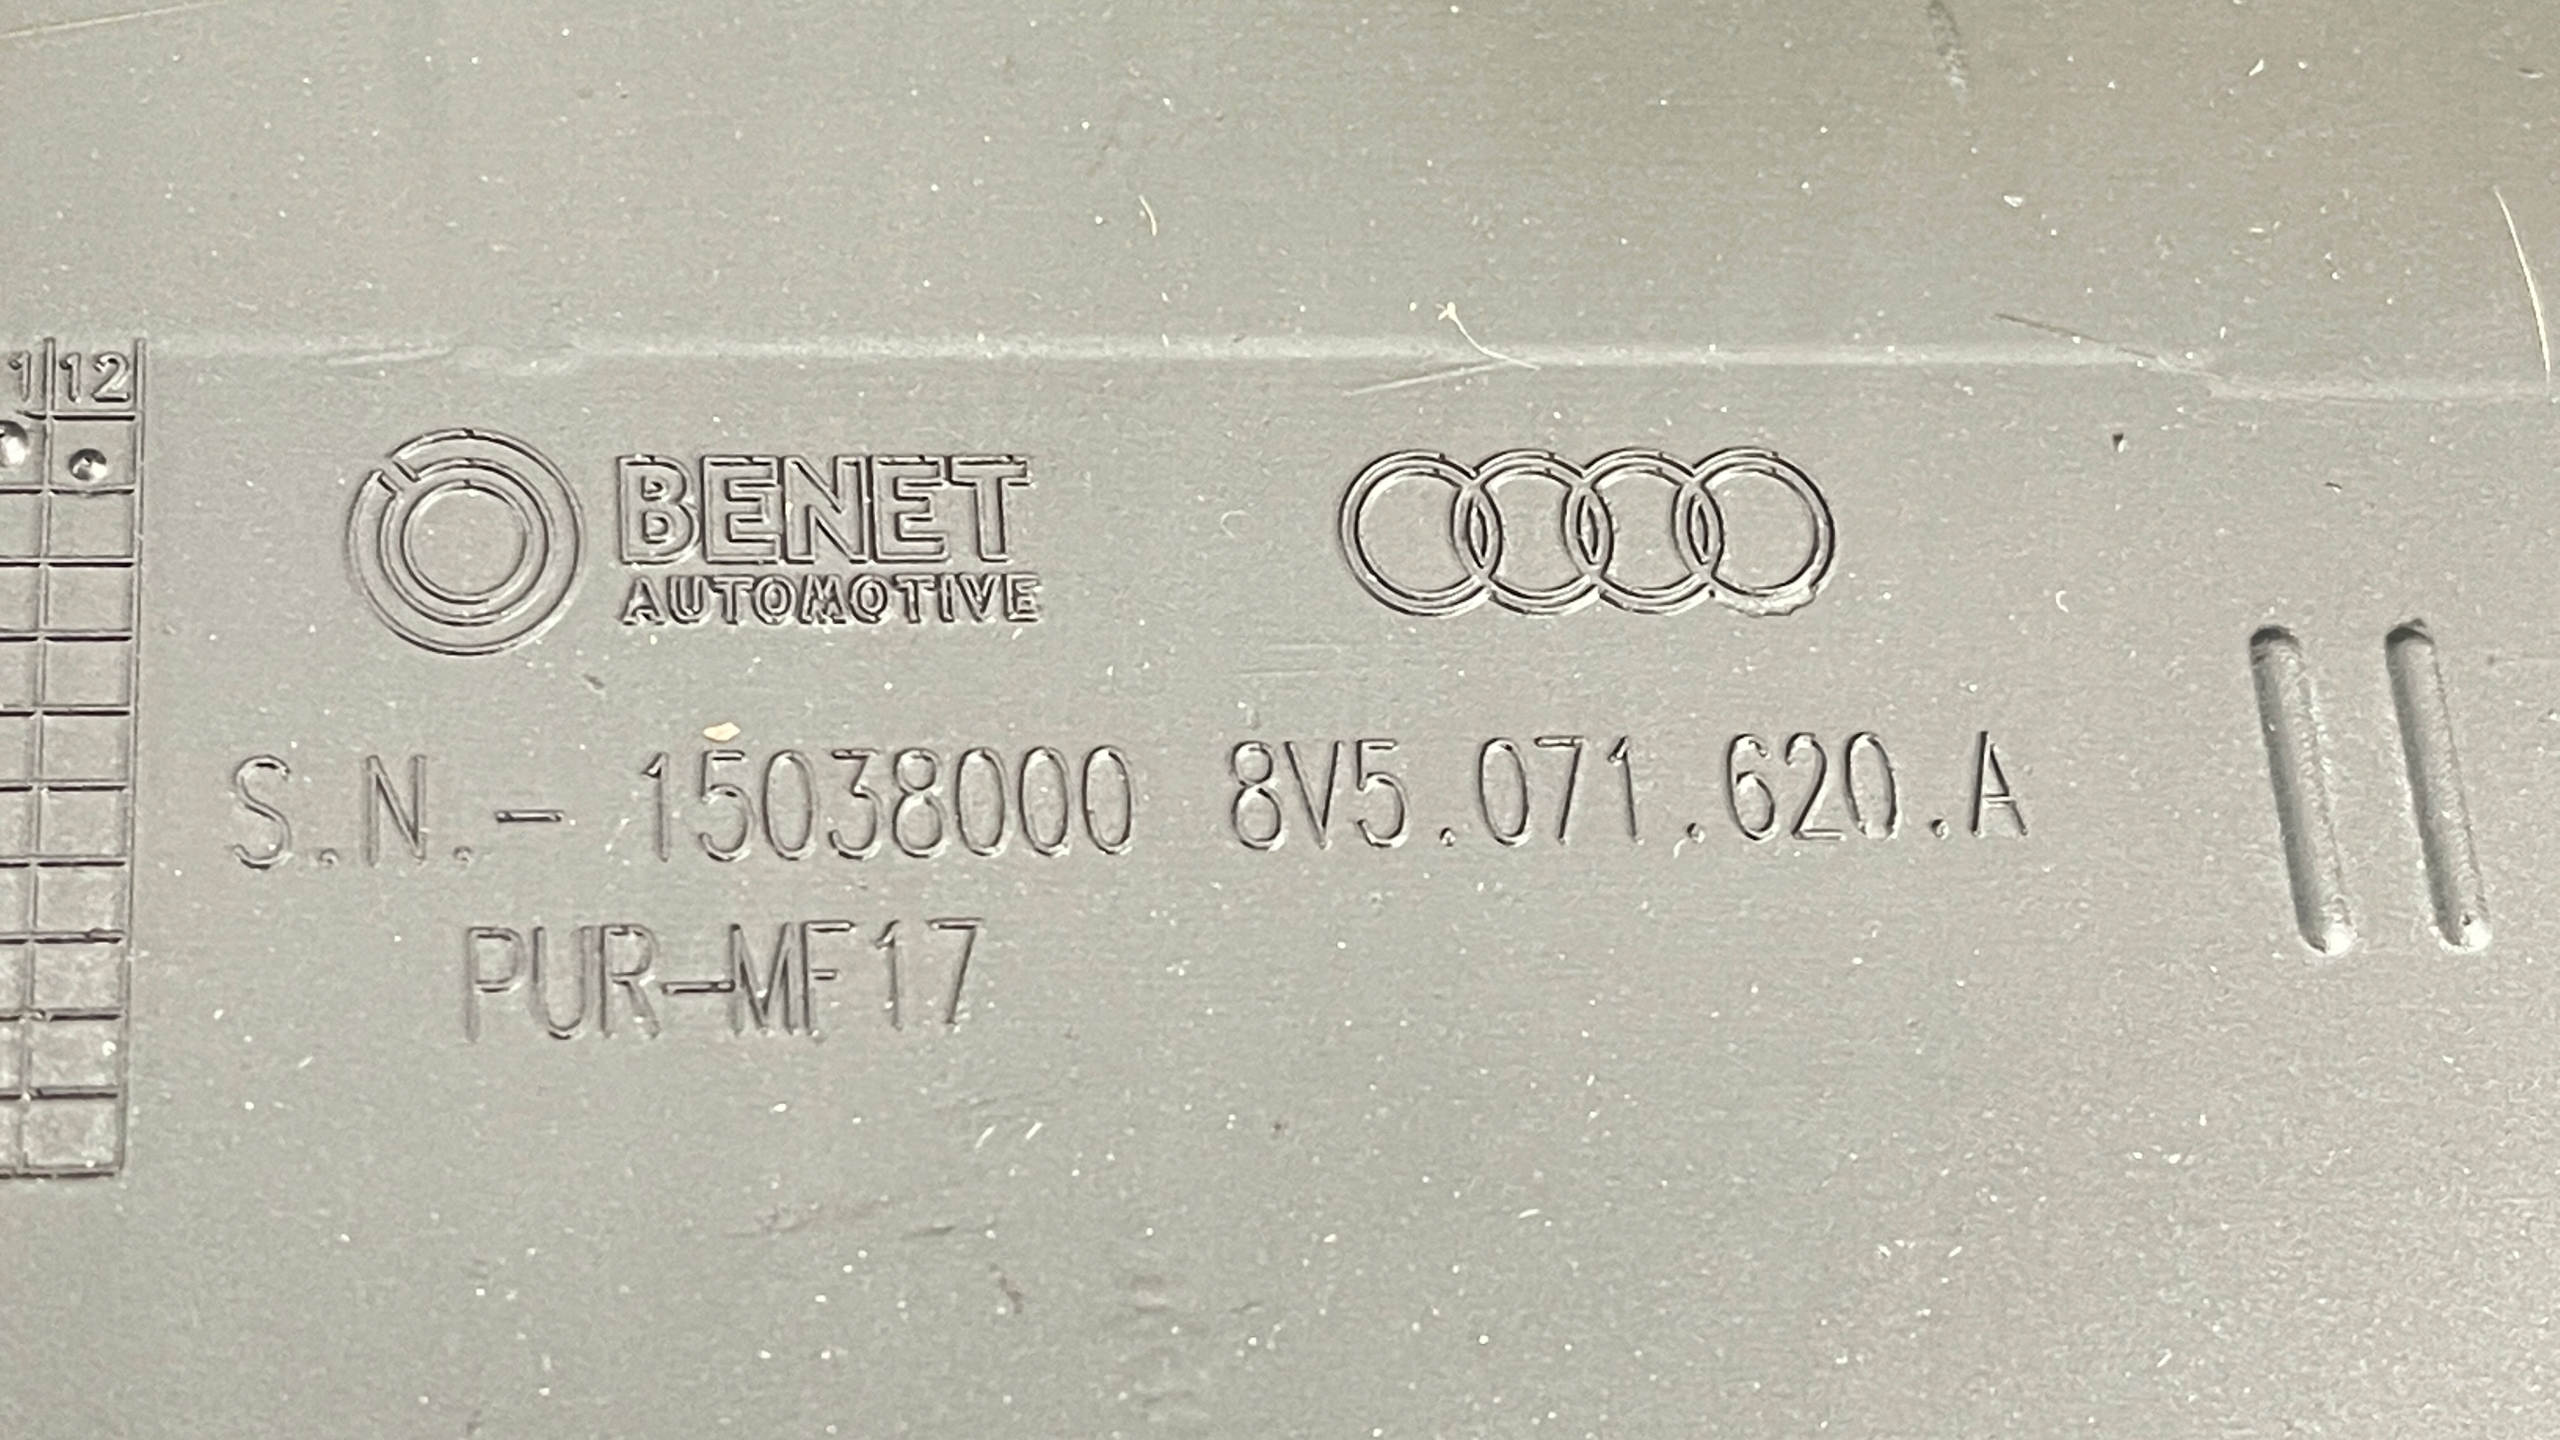 12
BENET
AUTOMOTIVE
S.N.- 15038000 8V5.071.620.A
PUR-MF17